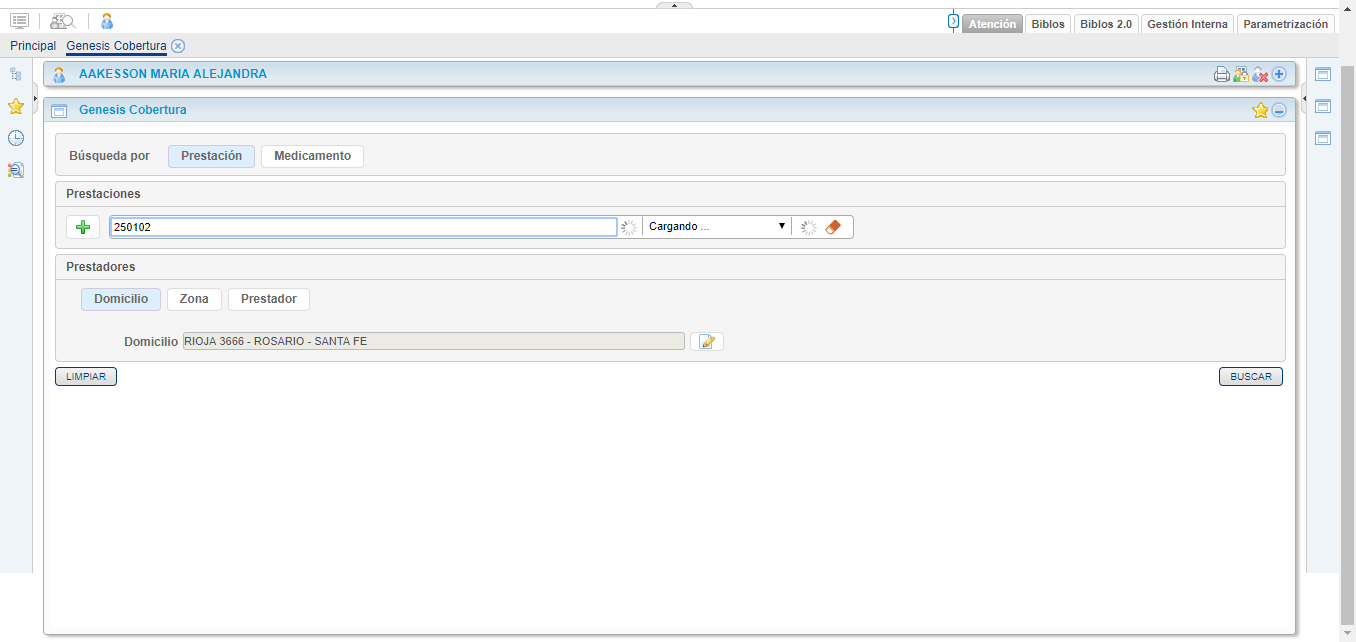 Atención Biblos Biblos 2.0 Gestión Interna Parametrización
Principal Genesis Cobertura
AAKESSON MARIA ALEJANDRA
Genesis Cobertura
Búsqueda por Prestación Medicamento
Prestaciones
250102 Cargando ...
Prestadores
Domicilio Zona Prestador
Domicilio RIOJA 3666 - ROSARIO - SANTA FE
LIMPIAR BUSCAR